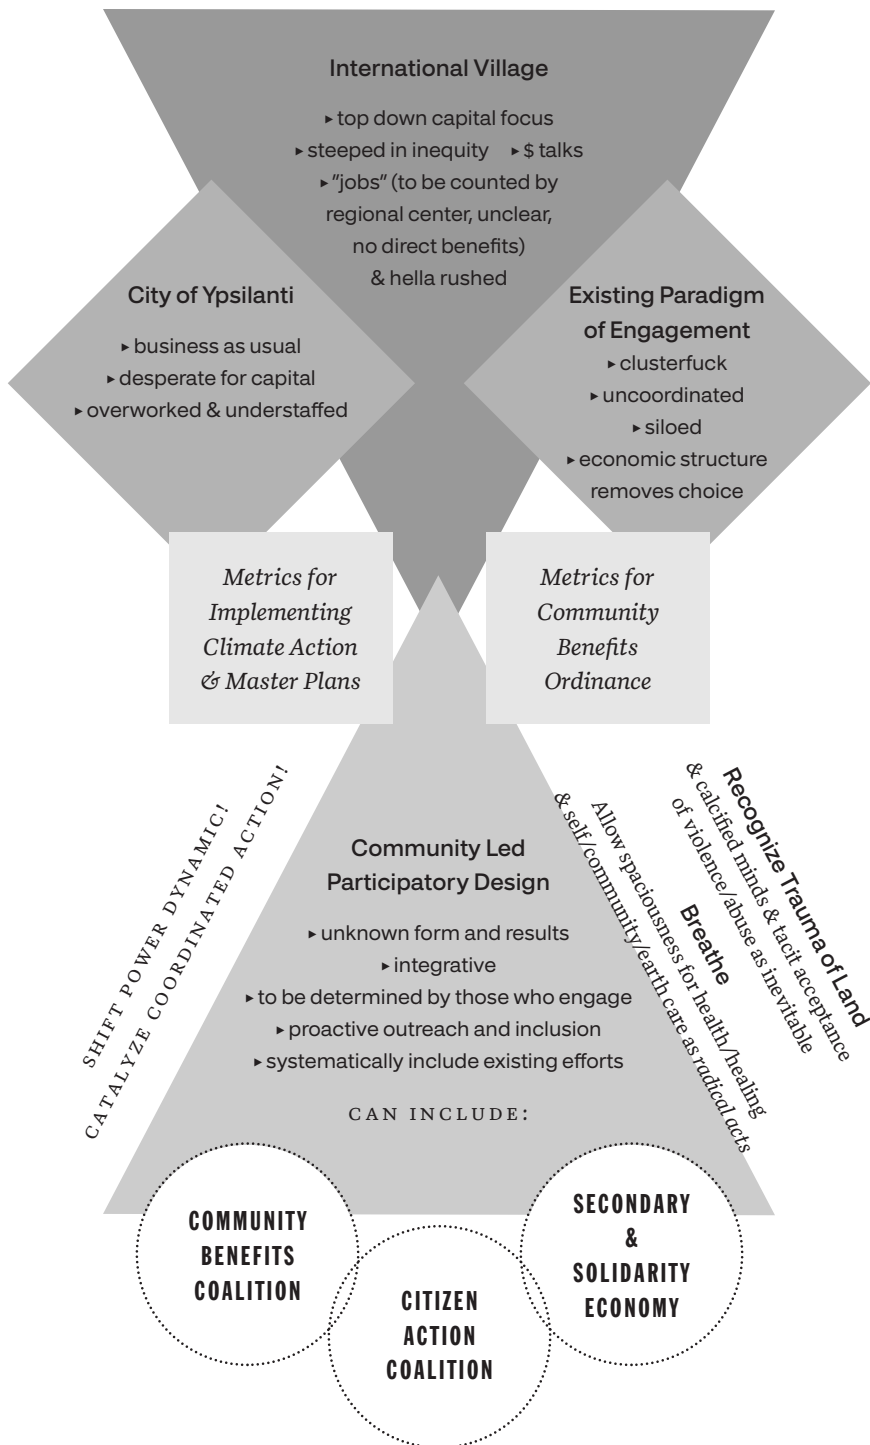 International Village
▸ top down capital focus
▸ steeped in inequity ▸ $ talks
▸ "jobs" (to be counted by
regional center, unclear,
no direct benefits)
& hella rushed
City of Ypsilanti
▸ business as usual
▸ desperate for capital
▸ overworked & understaffed
Existing Paradigm
of Engagement
▸ clusterfuck
▸ uncoordinated
▸ siloed
▸ economic structure
removes choice
Metrics for
Implementing
Climate Action
& Master Plans
Metrics for
Community
Benefits
Ordinance
SHIFT POWER DYNAMIC!
CATALYZE COORDINATED ACTION!
Community Led
Participatory Design
▸ unknown form and results
▸ integrative
▸ to be determined by those who engage
▸ proactive outreach and inclusion
▸ systematically include existing efforts
CAN INCLUDE:
Recognize Trauma of Land
& calcified minds & tacit acceptance
of violence/abuse as inevitable
Breathe
Allow spaciousness for health/healing
& self/community/earth care as radical acts
COMMUNITY
BENEFITS
COALITION
CITIZEN
ACTION
COALITION
SECONDARY
&
SOLIDARITY
ECONOMY